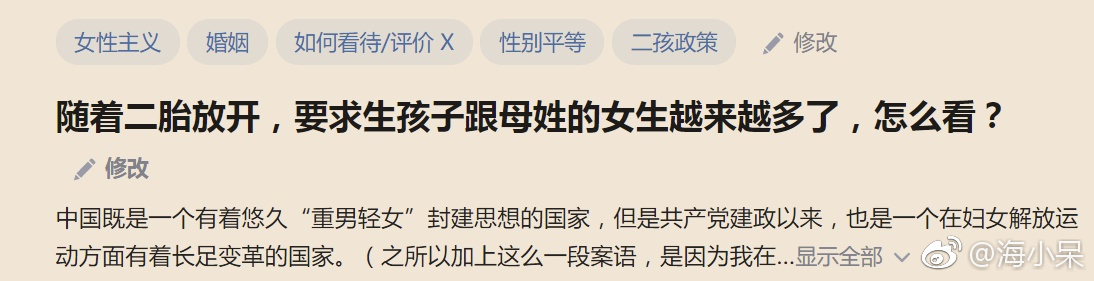 女性主义 婚姻 如何看待/评价 X 性别平等 二孩政策 修改
随着二胎放开，要求生孩子跟母姓的女生越来越多了，怎么看？
修改
中国既是一个有着悠久“重男轻女”封建思想的国家，但是共产党建政以来，也是一个在妇女解放运
动方面有着长足变革的国家。（之所以加上这么一段案语，是因为我在...显示全部
@海小呆